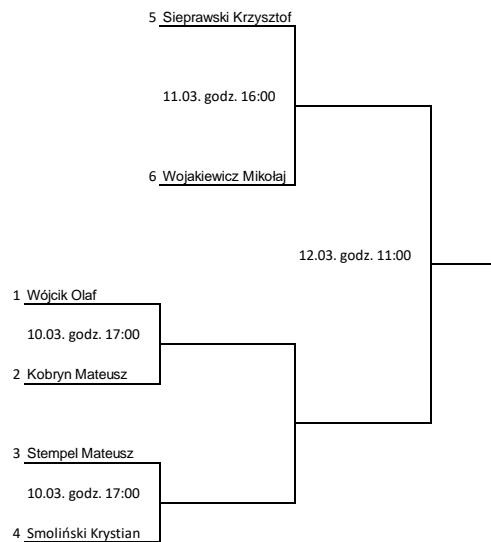 5 Sieprawski Krzysztof
11.03. godz. 16:00
6 Wojakiewicz Mikołaj
12.03. godz. 11:00
1 Wójcik Olaf
10.03. godz. 17:00
2 Kobryn Mateusz
3 Stempel Mateusz
10.03. godz. 17:00
4 Smoliński Krystian